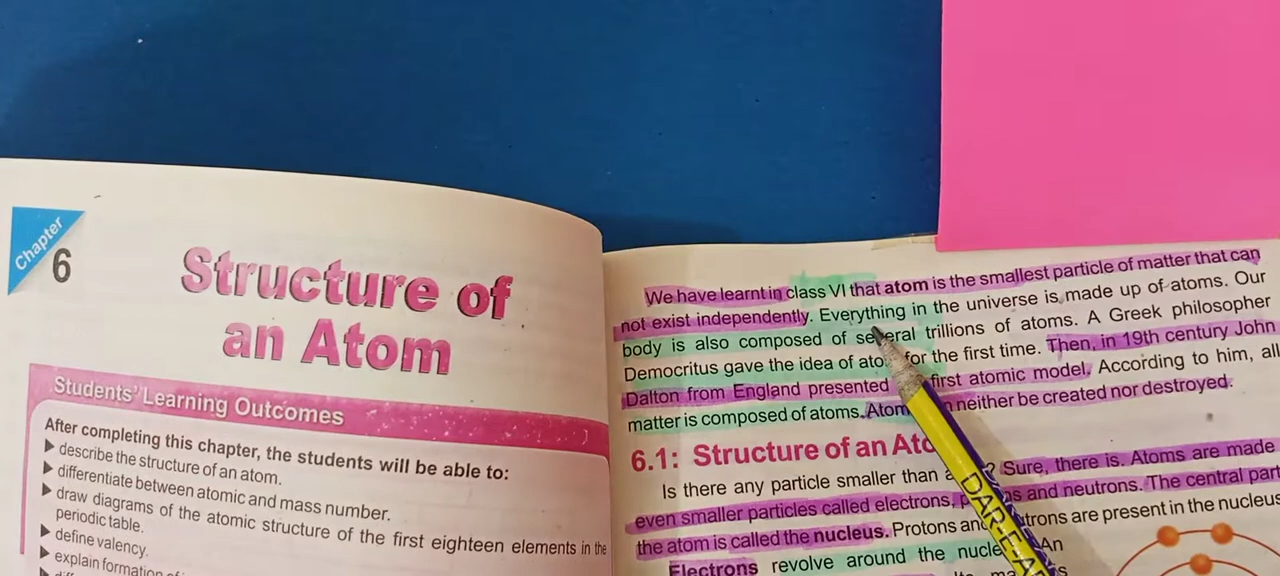 Chapter
6
Structure of
an Atom
Students' Learning Outcomes
After completing this chapter, the students will be able to:
▶ describe the structure of an atom.
▶ differentiate between atomic and mass number.
▶ draw diagrams of the atomic structure of the first eighteen elements in the
periodic table.
▶ define valency.
▶ explain formation
We have learnt in class VI that atom is the smallest particle of matter that can
not exist independently. Everything in the universe is made up of atoms. Our
body is also composed of several trillions of atoms. A Greek philosopher
Democritus gave the idea of for the first time. Then, in 19th century John
Dalton from England presented first atomic model. According to him, all
matter is composed of atoms. neither be created nor destroyed.
6.1: Structure of an
Is there any particle smaller than ? Sure, there is. Atoms are made
even smaller particles called electrons, and neutrons. The central part
the atom is called the nucleus. Protons are present in the nucleus
Electrons revolve around the An
DARFA